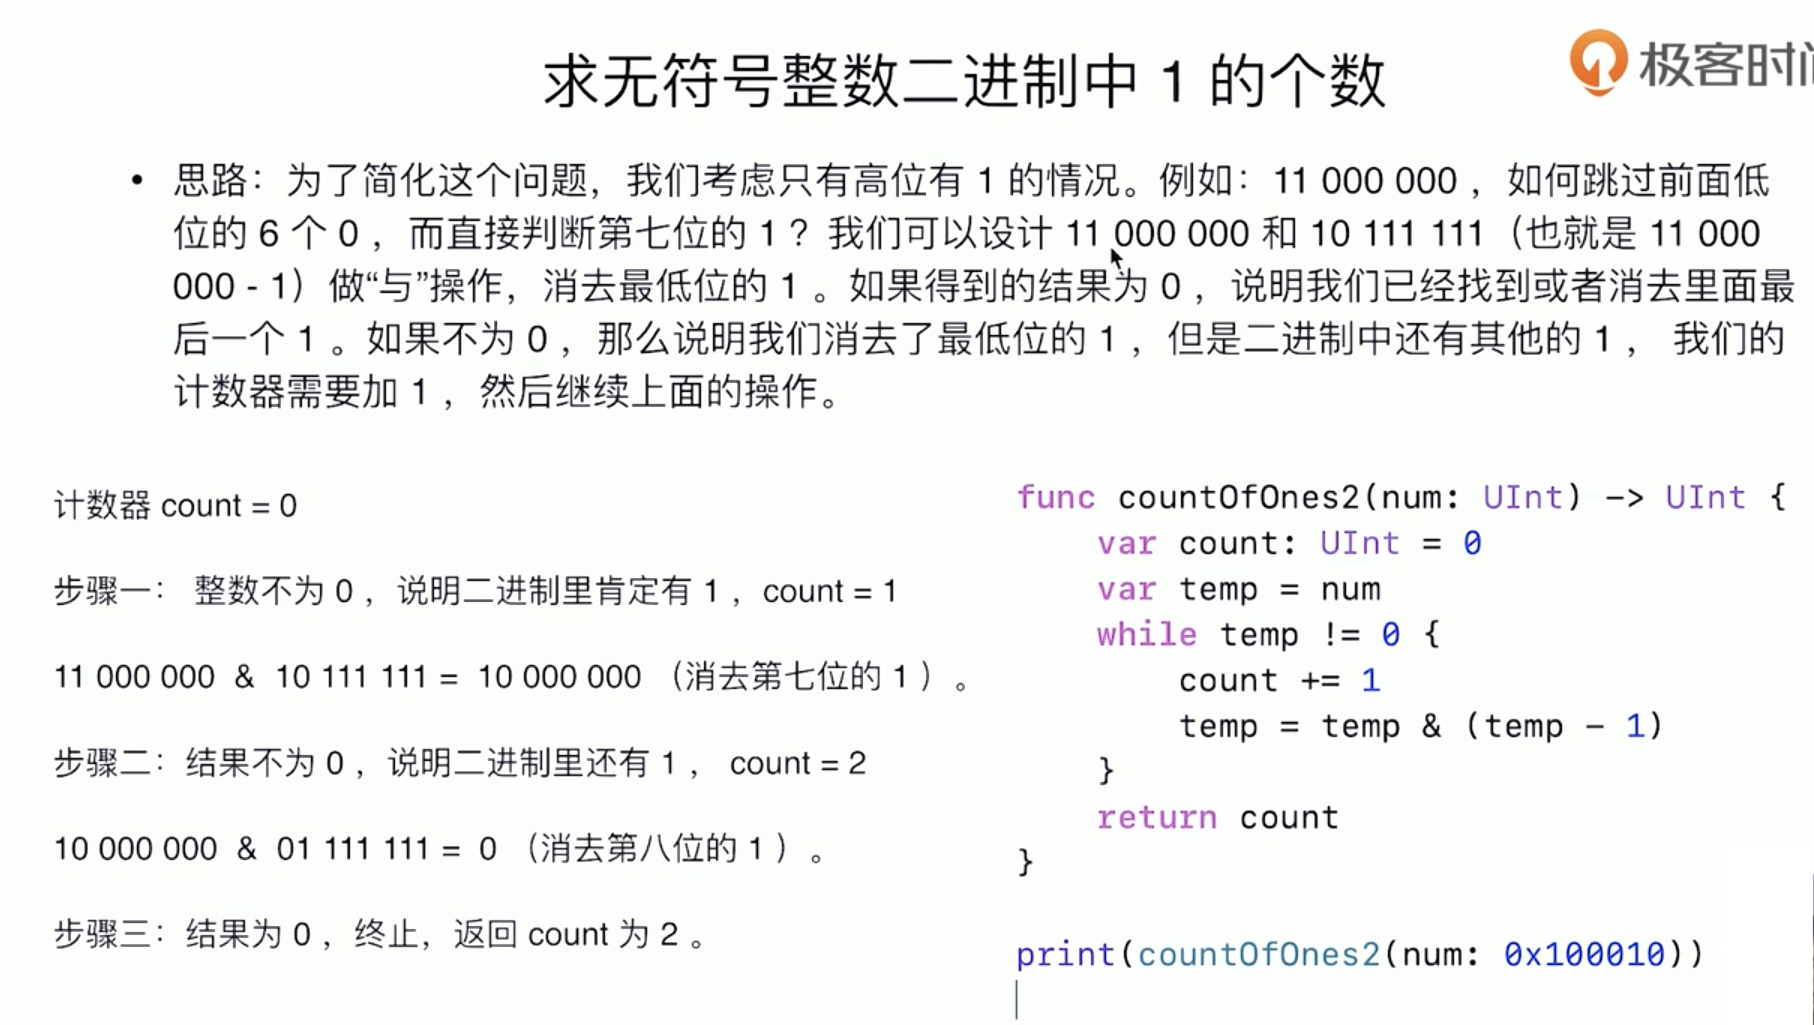 求无符号整数二进制中 1 的个数
极客时间
• 思路：为了简化这个问题，我们考虑只有高位有 1 的情况。例如：11 000 000 ，如何跳过前面低
位的 6 个 0 ，而直接判断第七位的 1 ？我们可以设计 11 000 000 和 10 111 111（也就是 11 000
000 - 1）做“与”操作，消去最低位的 1 。如果得到的结果为 0 ，说明我们已经找到或者消去里面最
后一个 1 。如果不为 0 ，那么说明我们消去了最低位的 1 ，但是二进制中还有其他的 1 ， 我们的
计数器需要加 1 ，然后继续上面的操作。
计数器 count = 0
步骤一： 整数不为 0 ，说明二进制里肯定有 1 ，count = 1
11 000 000 & 10 111 111 = 10 000 000 （消去第七位的 1 ）。
步骤二：结果不为 0 ，说明二进制里还有 1 ， count = 2
10 000 000 & 01 111 111 = 0 （消去第八位的 1 ）。
步骤三：结果为 0 ，终止，返回 count 为 2 。
func countOfOnes2(num: UInt) -> UInt {
    var count: UInt = 0
    var temp = num
    while temp != 0 {
        count += 1
        temp = temp & (temp - 1)
    }
    return count
}
print(countOfOnes2(num: 0x100010))